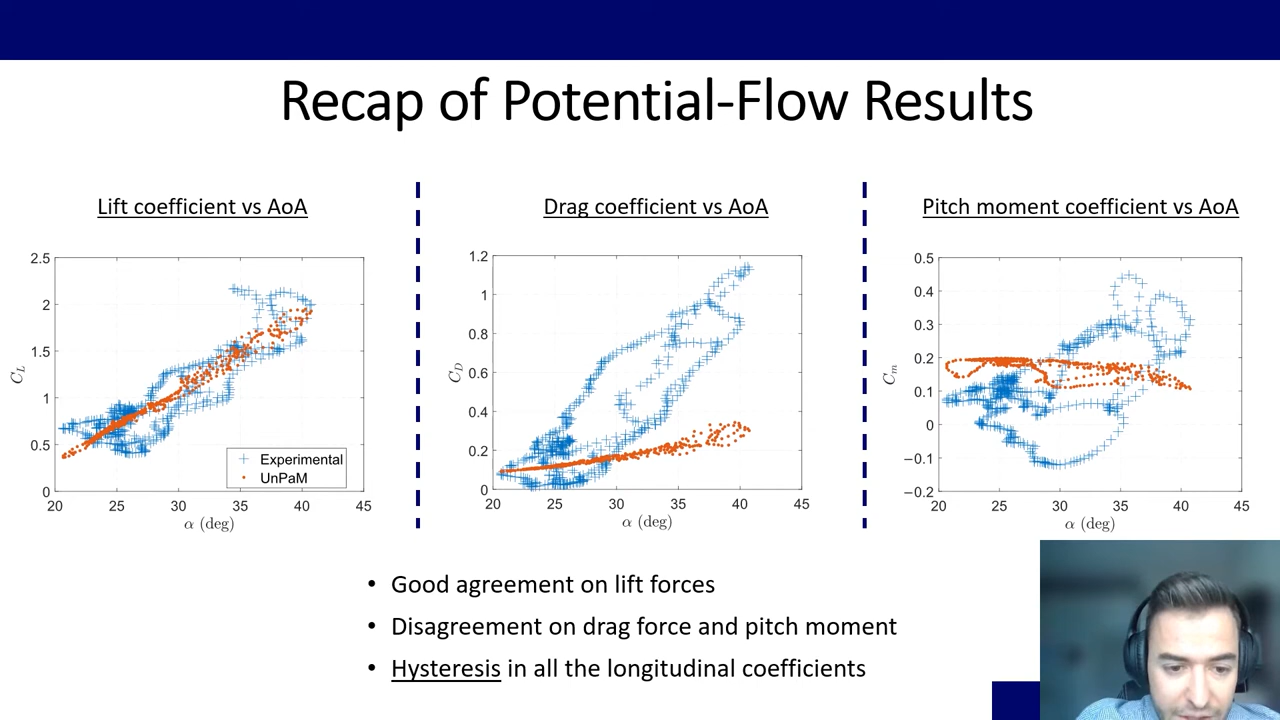 Recap of Potential-Flow Results
Lift coefficient vs AoA
Drag coefficient vs AoA
Pitch moment coefficient vs AoA
2.5
2
1.5
1
0.5
0
C_L
20 25 30 35 40 45
α (deg)
Experimental
UnPaM
1.2
1
0.8
0.6
0.4
0.2
0
C_D
20 25 30 35 40 45
α (deg)
0.5
0.4
0.3
0.2
0.1
0
−0.1
−0.2
C_m
20 25 30 35 40 45
α (deg)
• Good agreement on lift forces
• Disagreement on drag force and pitch moment
• Hysteresis in all the longitudinal coefficients